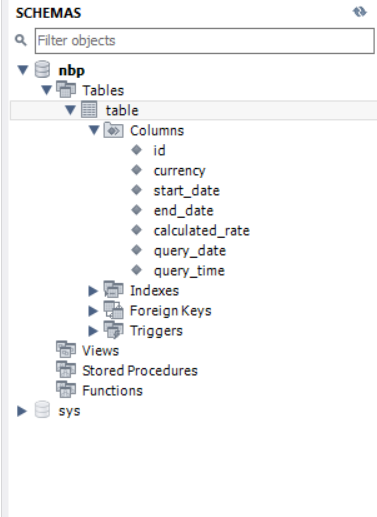 SCHEMAS
Filter objects
nbp
Tables
table
Columns
id
currency
start_date
end_date
calculated_rate
query_date
query_time
Indexes
Foreign Keys
Triggers
Views
Stored Procedures
Functions
sys